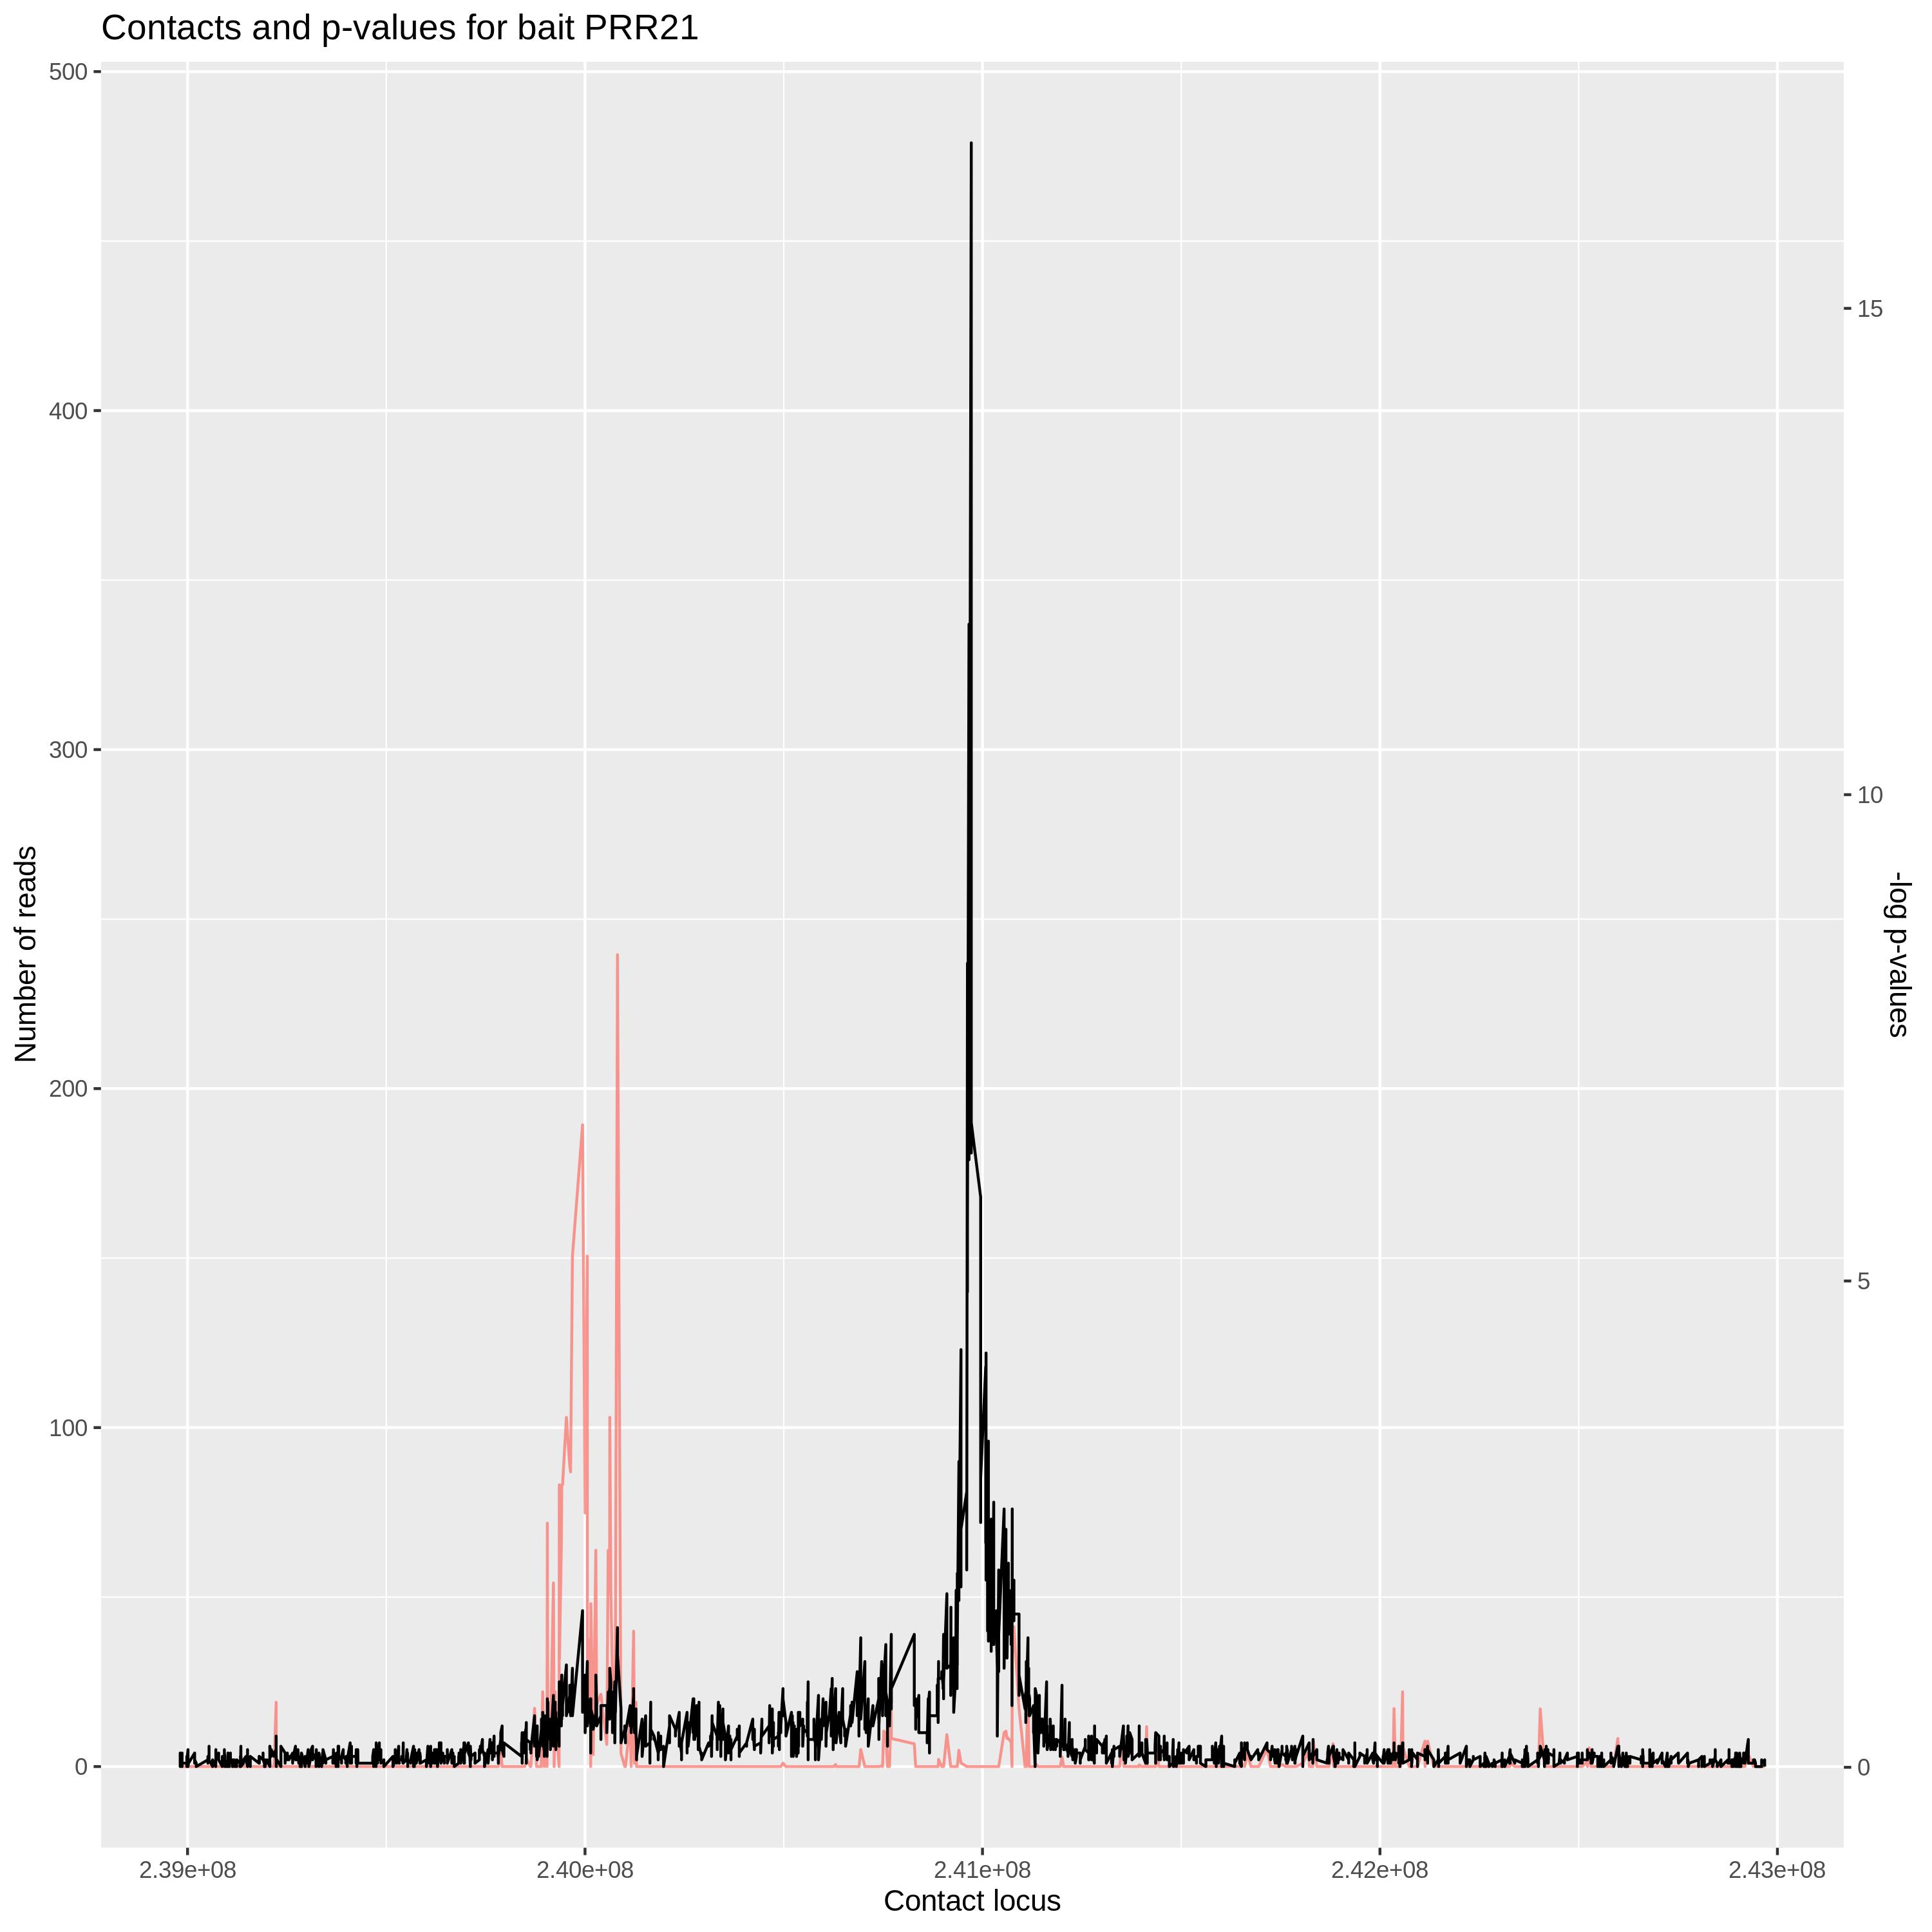 Contacts and p-values for bait PRR21
500
400
300
200
100
0
Number of reads
15
10
5
0
-log p-values
2.39e+08
2.40e+08
2.41e+08
2.42e+08
2.43e+08
Contact locus